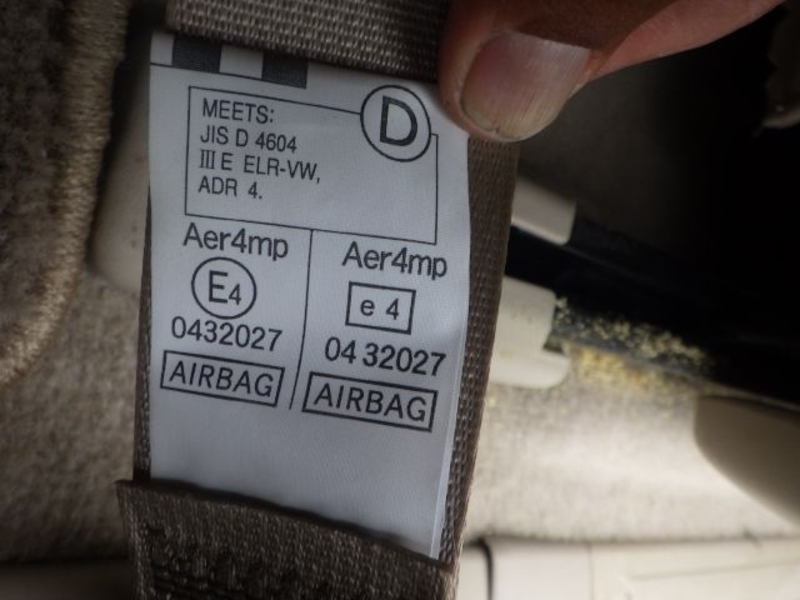 MEETS:
JIS D 4604
III E ELR-VW,
ADR 4.
D
Aer4mp
E4
0432027
AIRBAG
Aer4mp
e 4
04 32027
AIRBAG